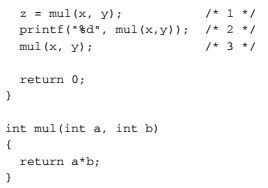 z = mul(x, y);    /* 1 */
printf("%d", mul(x,y));    /* 2 */
mul(x, y);    /* 3 */
return 0;
}
int mul(int a, int b)
{
return a*b;
}